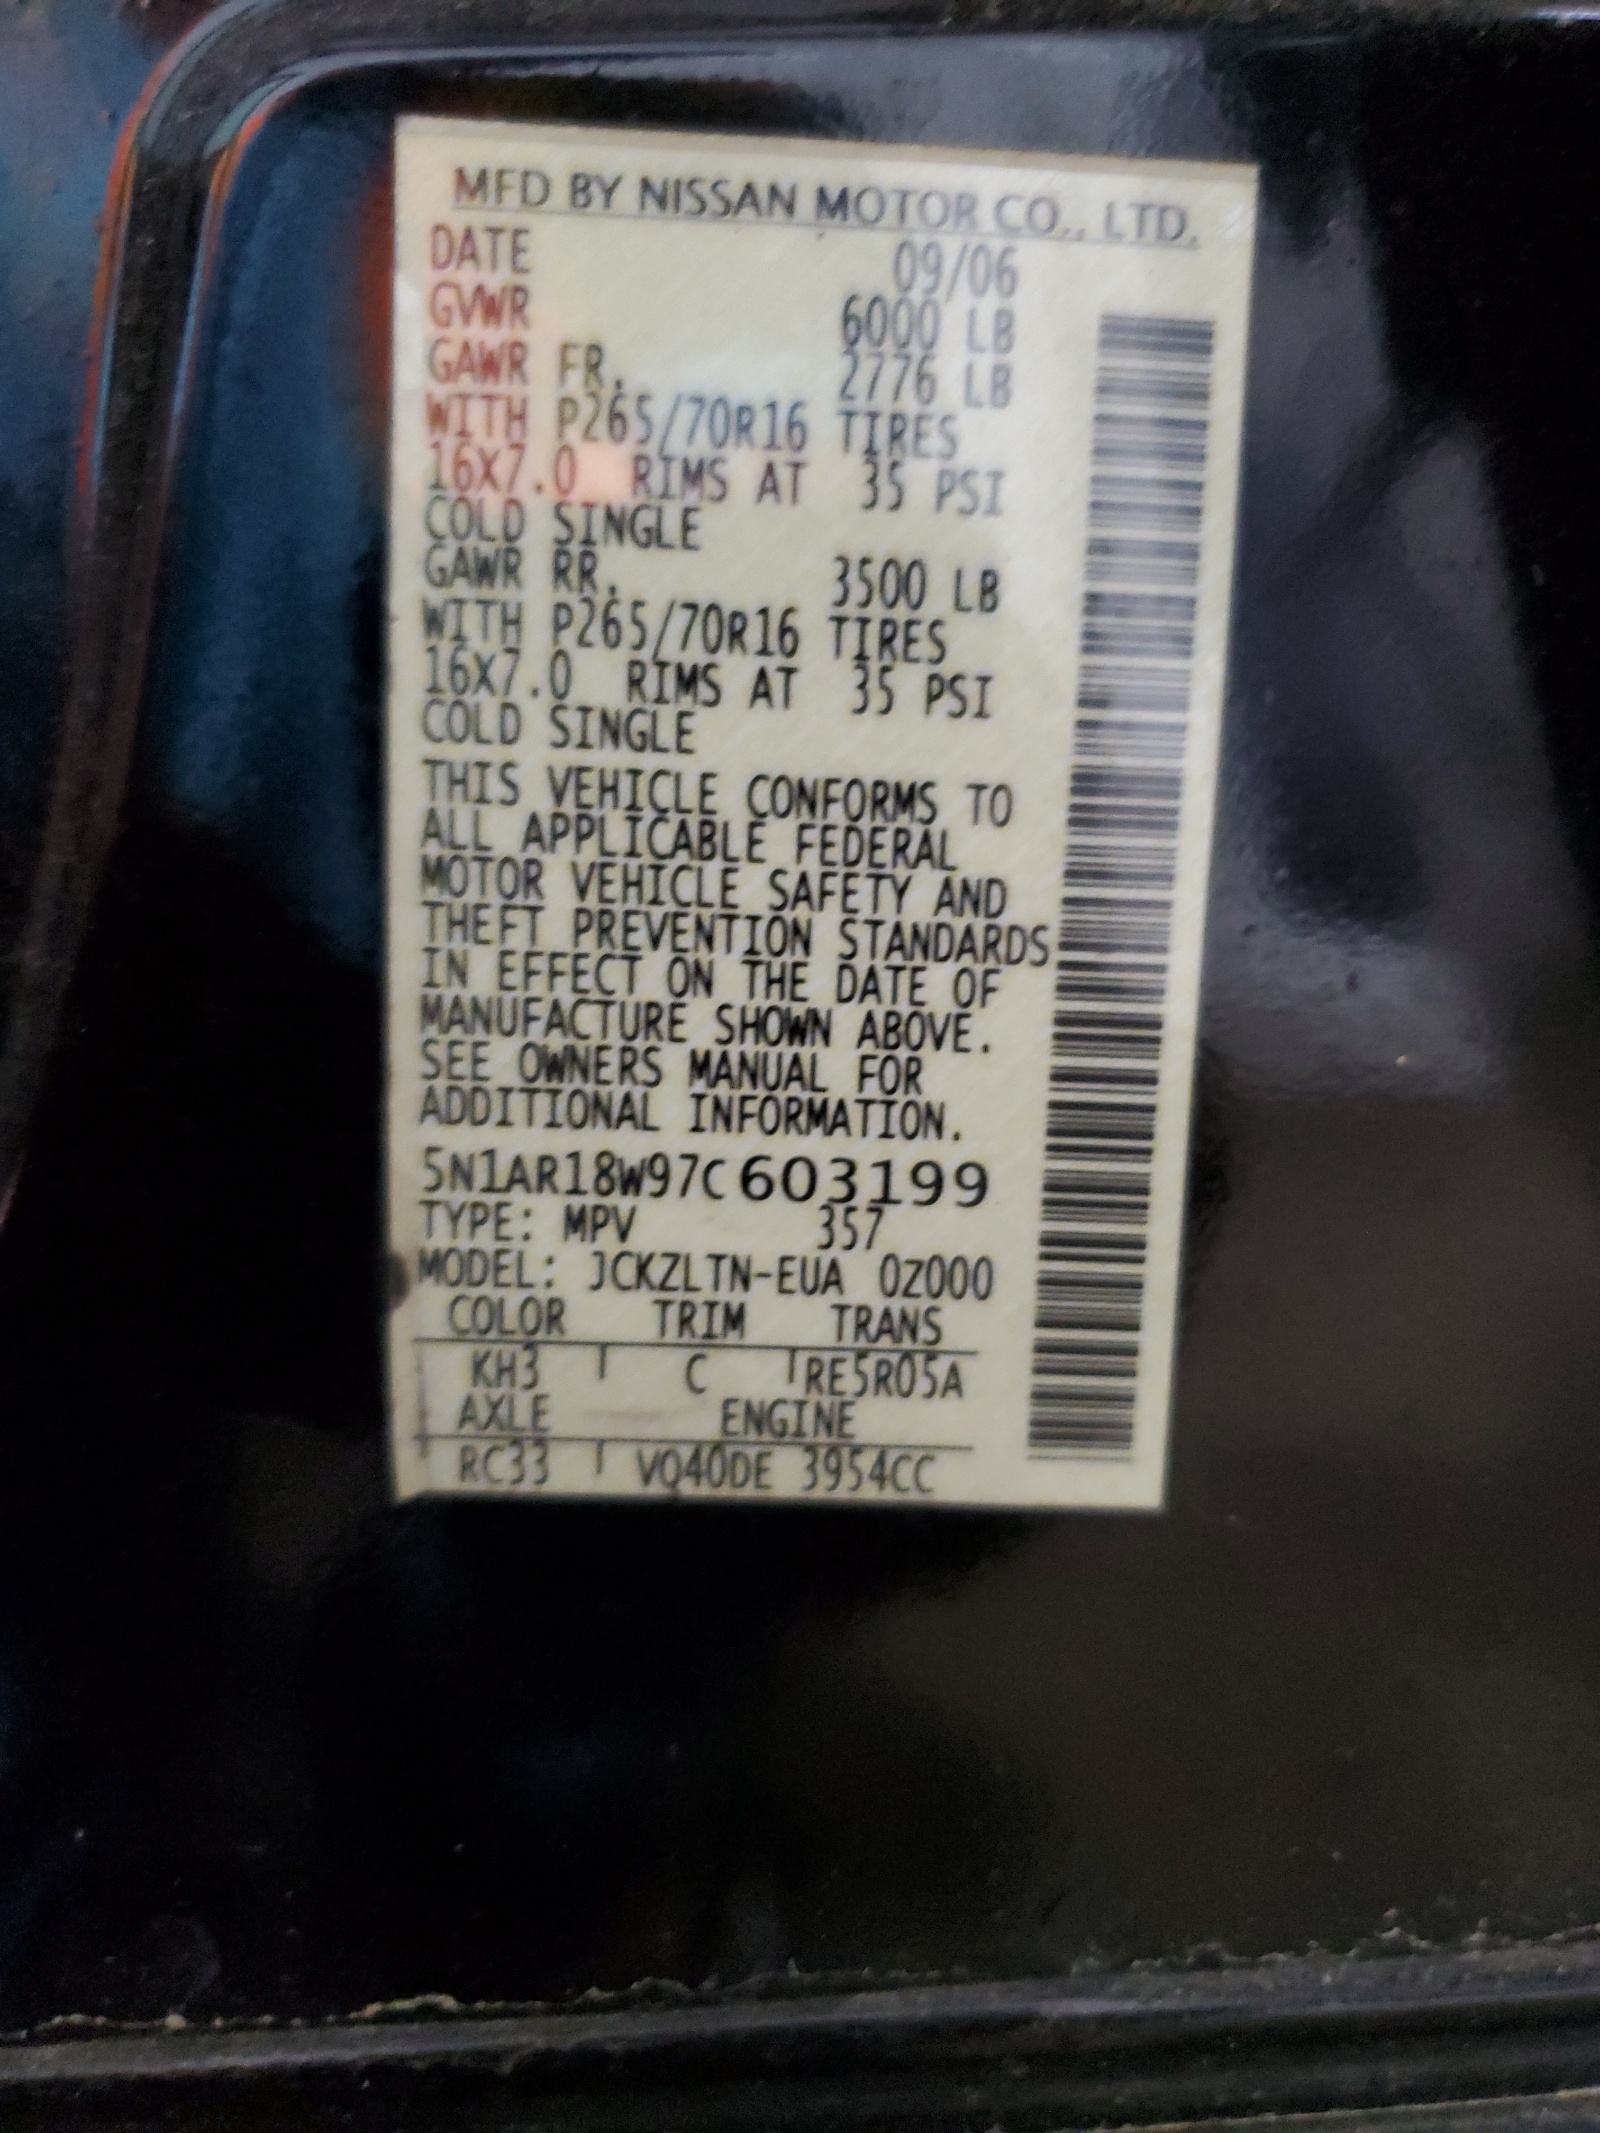 MFD BY NISSAN MOTOR CO., LTD.
DATE 09/06
GVWR 6000 LB
GAWR FR. 2776 LB
WITH P265/70R16 TIRES
16X7.0 RIMS AT 35 PSI
COLD SINGLE
GAWR RR. 3500 LB
WITH P265/70R16 TIRES
16X7.0 RIMS AT 35 PSI
COLD SINGLE
THIS VEHICLE CONFORMS TO
ALL APPLICABLE FEDERAL
MOTOR VEHICLE SAFETY AND
THEFT PREVENTION STANDARDS
IN EFFECT ON THE DATE OF
MANUFACTURE SHOWN ABOVE.
SEE OWNERS MANUAL FOR
ADDITIONAL INFORMATION.
5N1AR18W97C603199
TYPE: MPV 357
MODEL: JCKZLTN-EUA 0Z000
COLOR TRIM TRANS
KH3 C RE5R05A
AXLE ENGINE
RC33 VQ40DE 3954CC